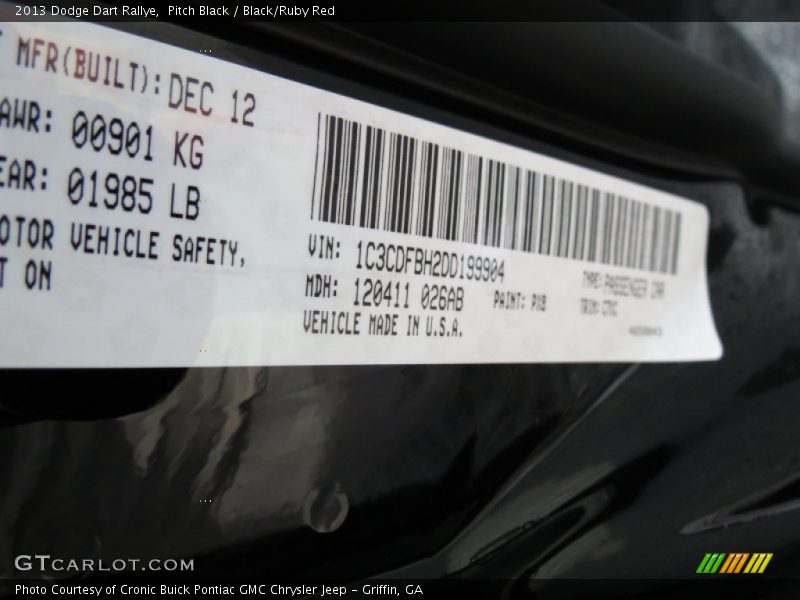 2013 Dodge Dart Rallye, Pitch Black / Black/Ruby Red
MFR(BUILT): DEC 12
AWR: 00901 KG
EAR: 01985 LB
OTOR VEHICLE SAFETY,
T ON
VIN: 1C3CDFBH2DD199904
MDH: 120411 026AB PAINT: PXB
VEHICLE MADE IN U.S.A.
TYPE: PASSENGER CAR
TRIM:
GTCARLOT.COM
Photo Courtesy of Cronic Buick Pontiac GMC Chrysler Jeep - Griffin, GA